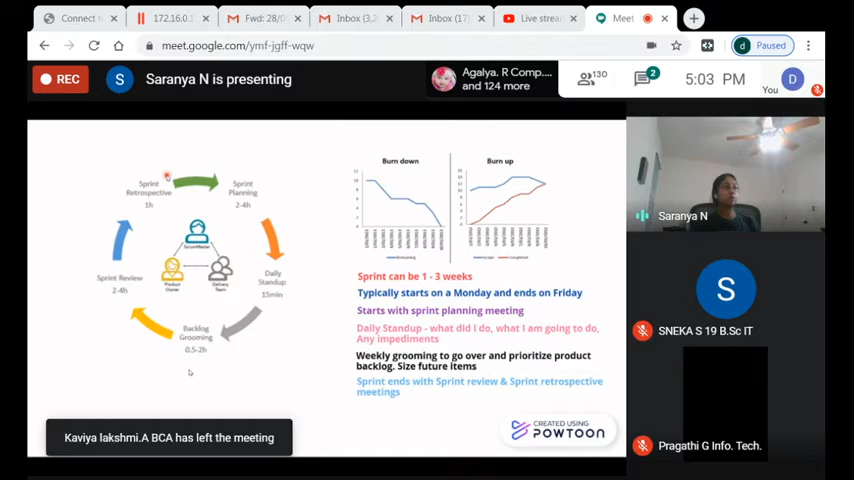 Connect
172.16.0.1
Fwd: 28/0
Inbox (3,2
Inbox (17)
Live stream
Meet
meet.google.com/ymf-jgff-wqw
d Paused
REC
S
Saranya N is presenting
Agalya. R Comp....
and 124 more
130
2
5:03 PM
You
D
Sprint
Retrospective
1h
Sprint
Planning
2-4h
Daily
Standup
15min
Backlog
Grooming
0.5-2h
Sprint Review
2-4h
ScrumMaster
Product
Owner
Delivery
Team
Burn down
Remaining
Burn up
Scope
Completed
Sprint can be 1 - 3 weeks
Typically starts on a Monday and ends on Friday
Starts with sprint planning meeting
Daily Standup - what did I do, what I am going to do,
Any impediments
Weekly grooming to go over and prioritize product
backlog. Size future items
Sprint ends with Sprint review & Sprint retrospective
meetings
CREATED USING
POWTOON
Kaviya lakshmi.A BCA has left the meeting
Saranya N
S
SNEKA S 19 B.Sc IT
Pragathi G Info. Tech.